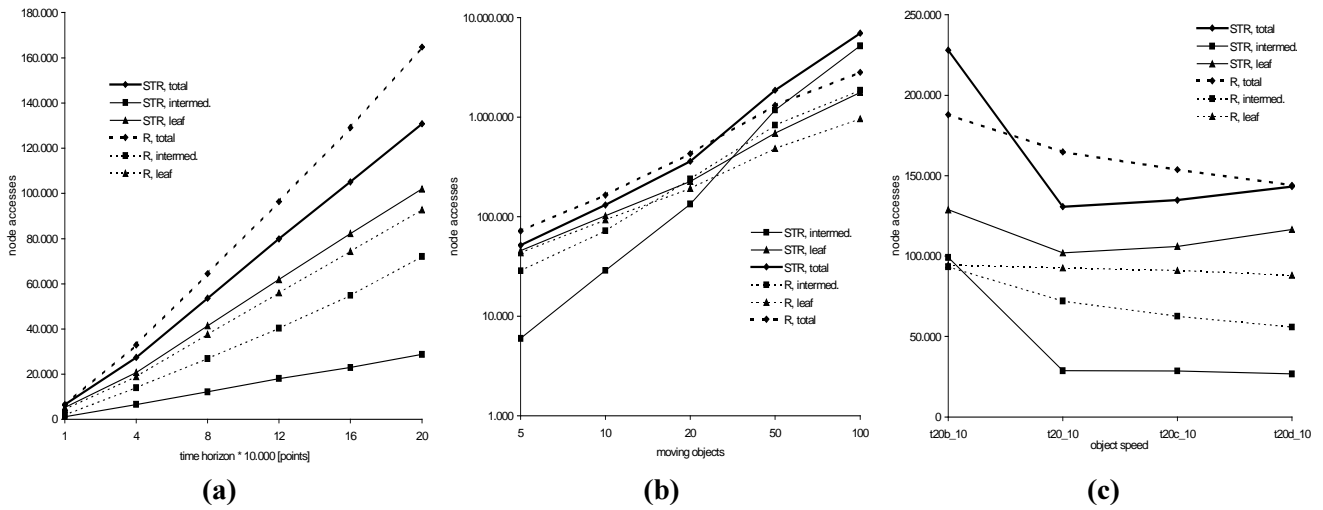 180.000
160.000
140.000
120.000
100.000
80.000
60.000
40.000
20.000
0
node accesses
STR, total
STR, intermed.
STR, leaf
R, total
R, intermed.
R, leaf
1 4 8 12 16 20
time horizon * 10.000 [points]
(a)
10.000.000
1.000.000
100.000
10.000
1.000
node accesses
STR, intermed.
STR, leaf
STR, total
R, intermed.
R, leaf
R, total
5 10 20 50 100
moving objects
(b)
250.000
200.000
150.000
100.000
50.000
0
node accesses
STR, total
STR, intermed.
STR, leaf
R, total
R, intermed.
R, leaf
t20b_10 t20_10 t20c_10 t20d_10
object speed
(c)